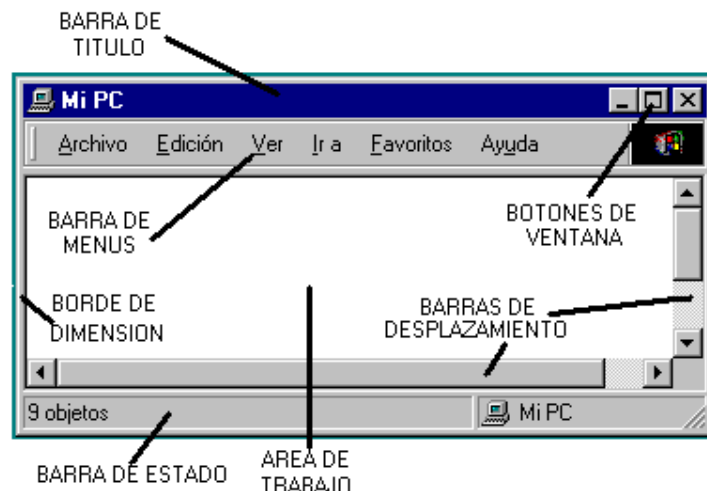 BARRA DE
TITULO
Mi PC
Archivo Edición Ver Ir a Favoritos Ayuda
BARRA DE
MENUS
BOTONES DE
VENTANA
BORDE DE
DIMENSION
BARRAS DE
DESPLAZAMIENTO
9 objetos Mi PC
BARRA DE ESTADO
AREA DE
TRABAJO